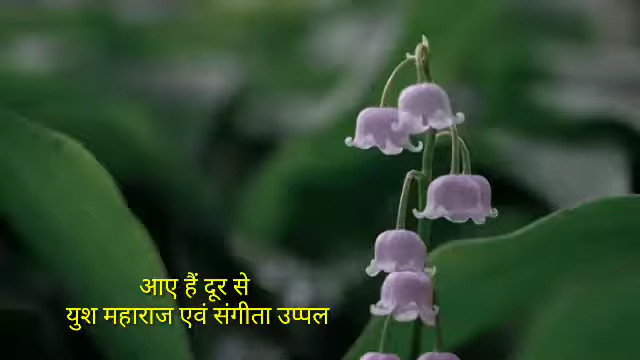 आए हैं दूर से
युश महाराज एवं संगीता उप्पल